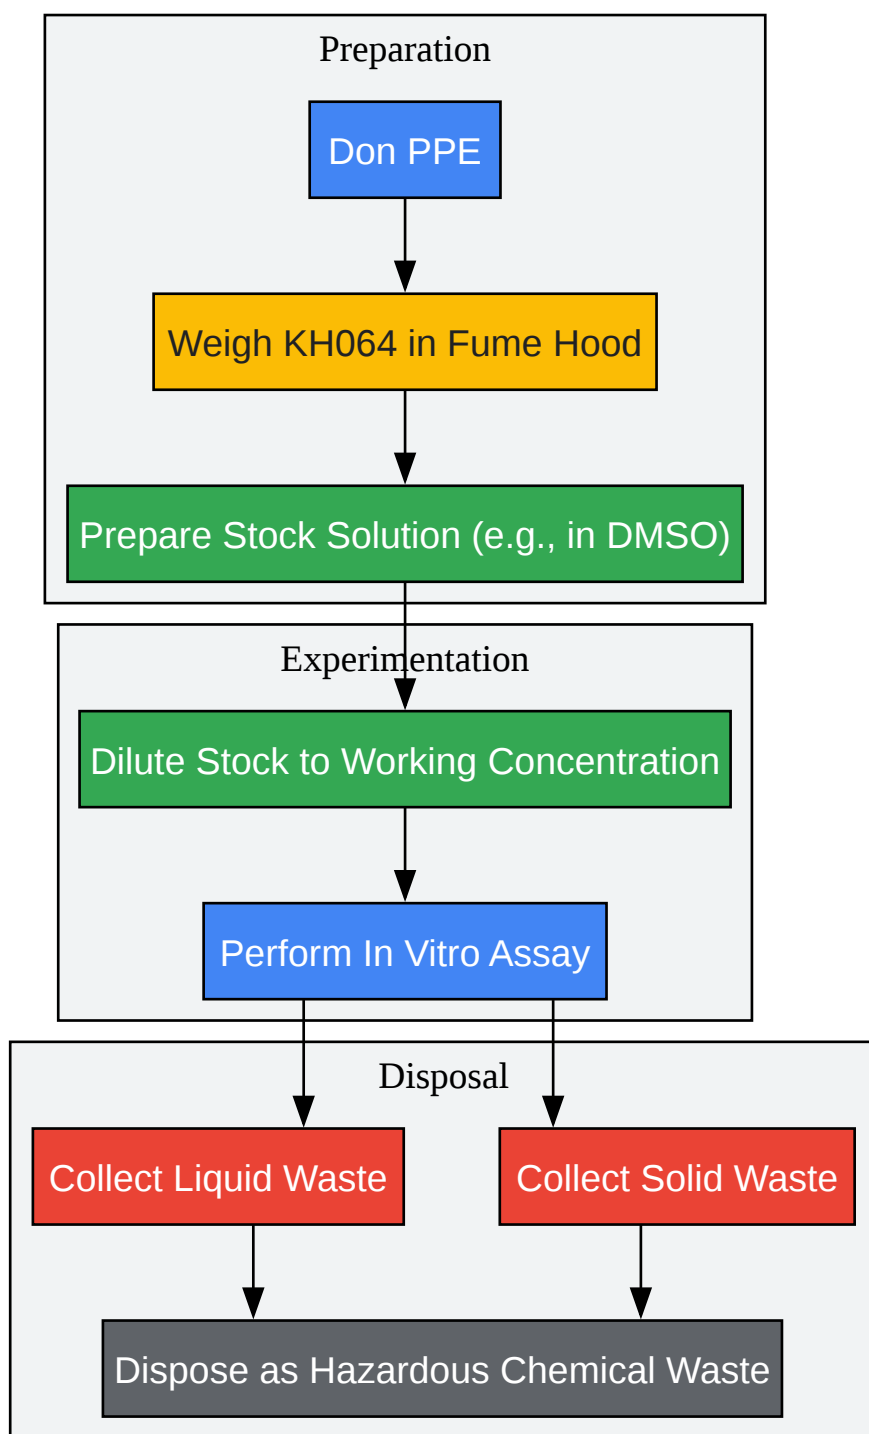 Preparation
Don PPE
Weigh KH064 in Fume Hood
Prepare Stock Solution (e.g., in DMSO)
Experimentation
Dilute Stock to Working Concentration
Perform In Vitro Assay
Disposal
Collect Liquid Waste
Collect Solid Waste
Dispose as Hazardous Chemical Waste